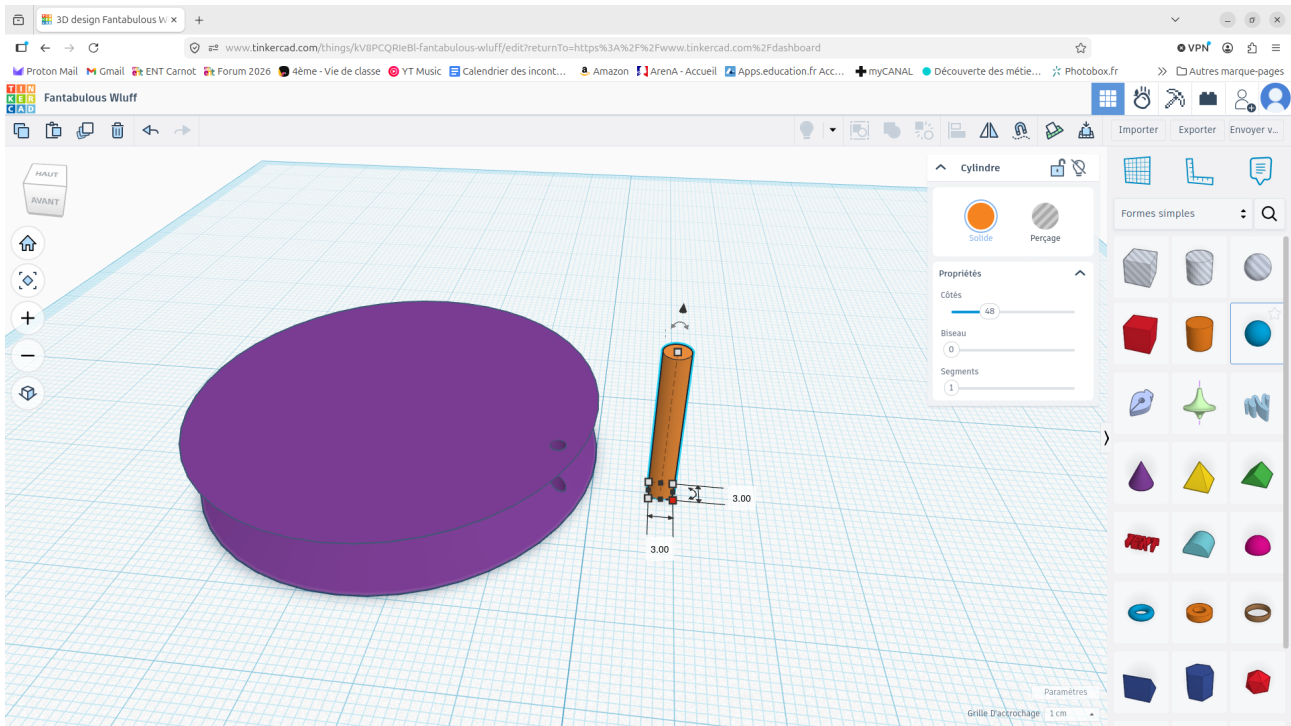 3D design Fantabulous W
www.tinkercad.com/things/kV8PCQRIeBl-fantabulous-wluff/edit?returnTo=https%3A%2F%2Fwww.tinkercad.com%2Fdashboard
VPN
Proton Mail
Gmail
ENT Carnot
Forum 2026
4ème - Vie de classe
YT Music
Calendrier des incont…
Amazon
ArenA - Accueil
Apps.education.fr Acc…
myCANAL
Découverte des métie…
Photobox.fr
Autres marque-pages
TIN
KER
CAD
Fantabulous Wluff
Importer
Exporter
Envoyer v…
HAUT
AVANT
Cylindre
Solide
Perçage
Propriétés
Côtés
48
Biseau
0
Segments
1
Formes simples
TEXT
3.00
3.00
Paramètres
Grille D'accrochage 1 cm